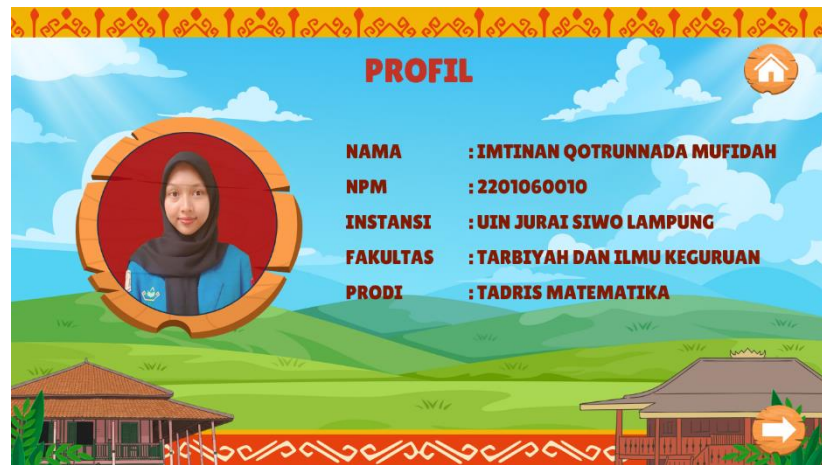 PROFIL
NAMA : IMTINAN QOTRUNNADA MUFIDAH
NPM : 2201060010
INSTANSI : UIN JURAI SIWO LAMPUNG
FAKULTAS : TARBIYAH DAN ILMU KEGURUAN
PRODI : TADRIS MATEMATIKA